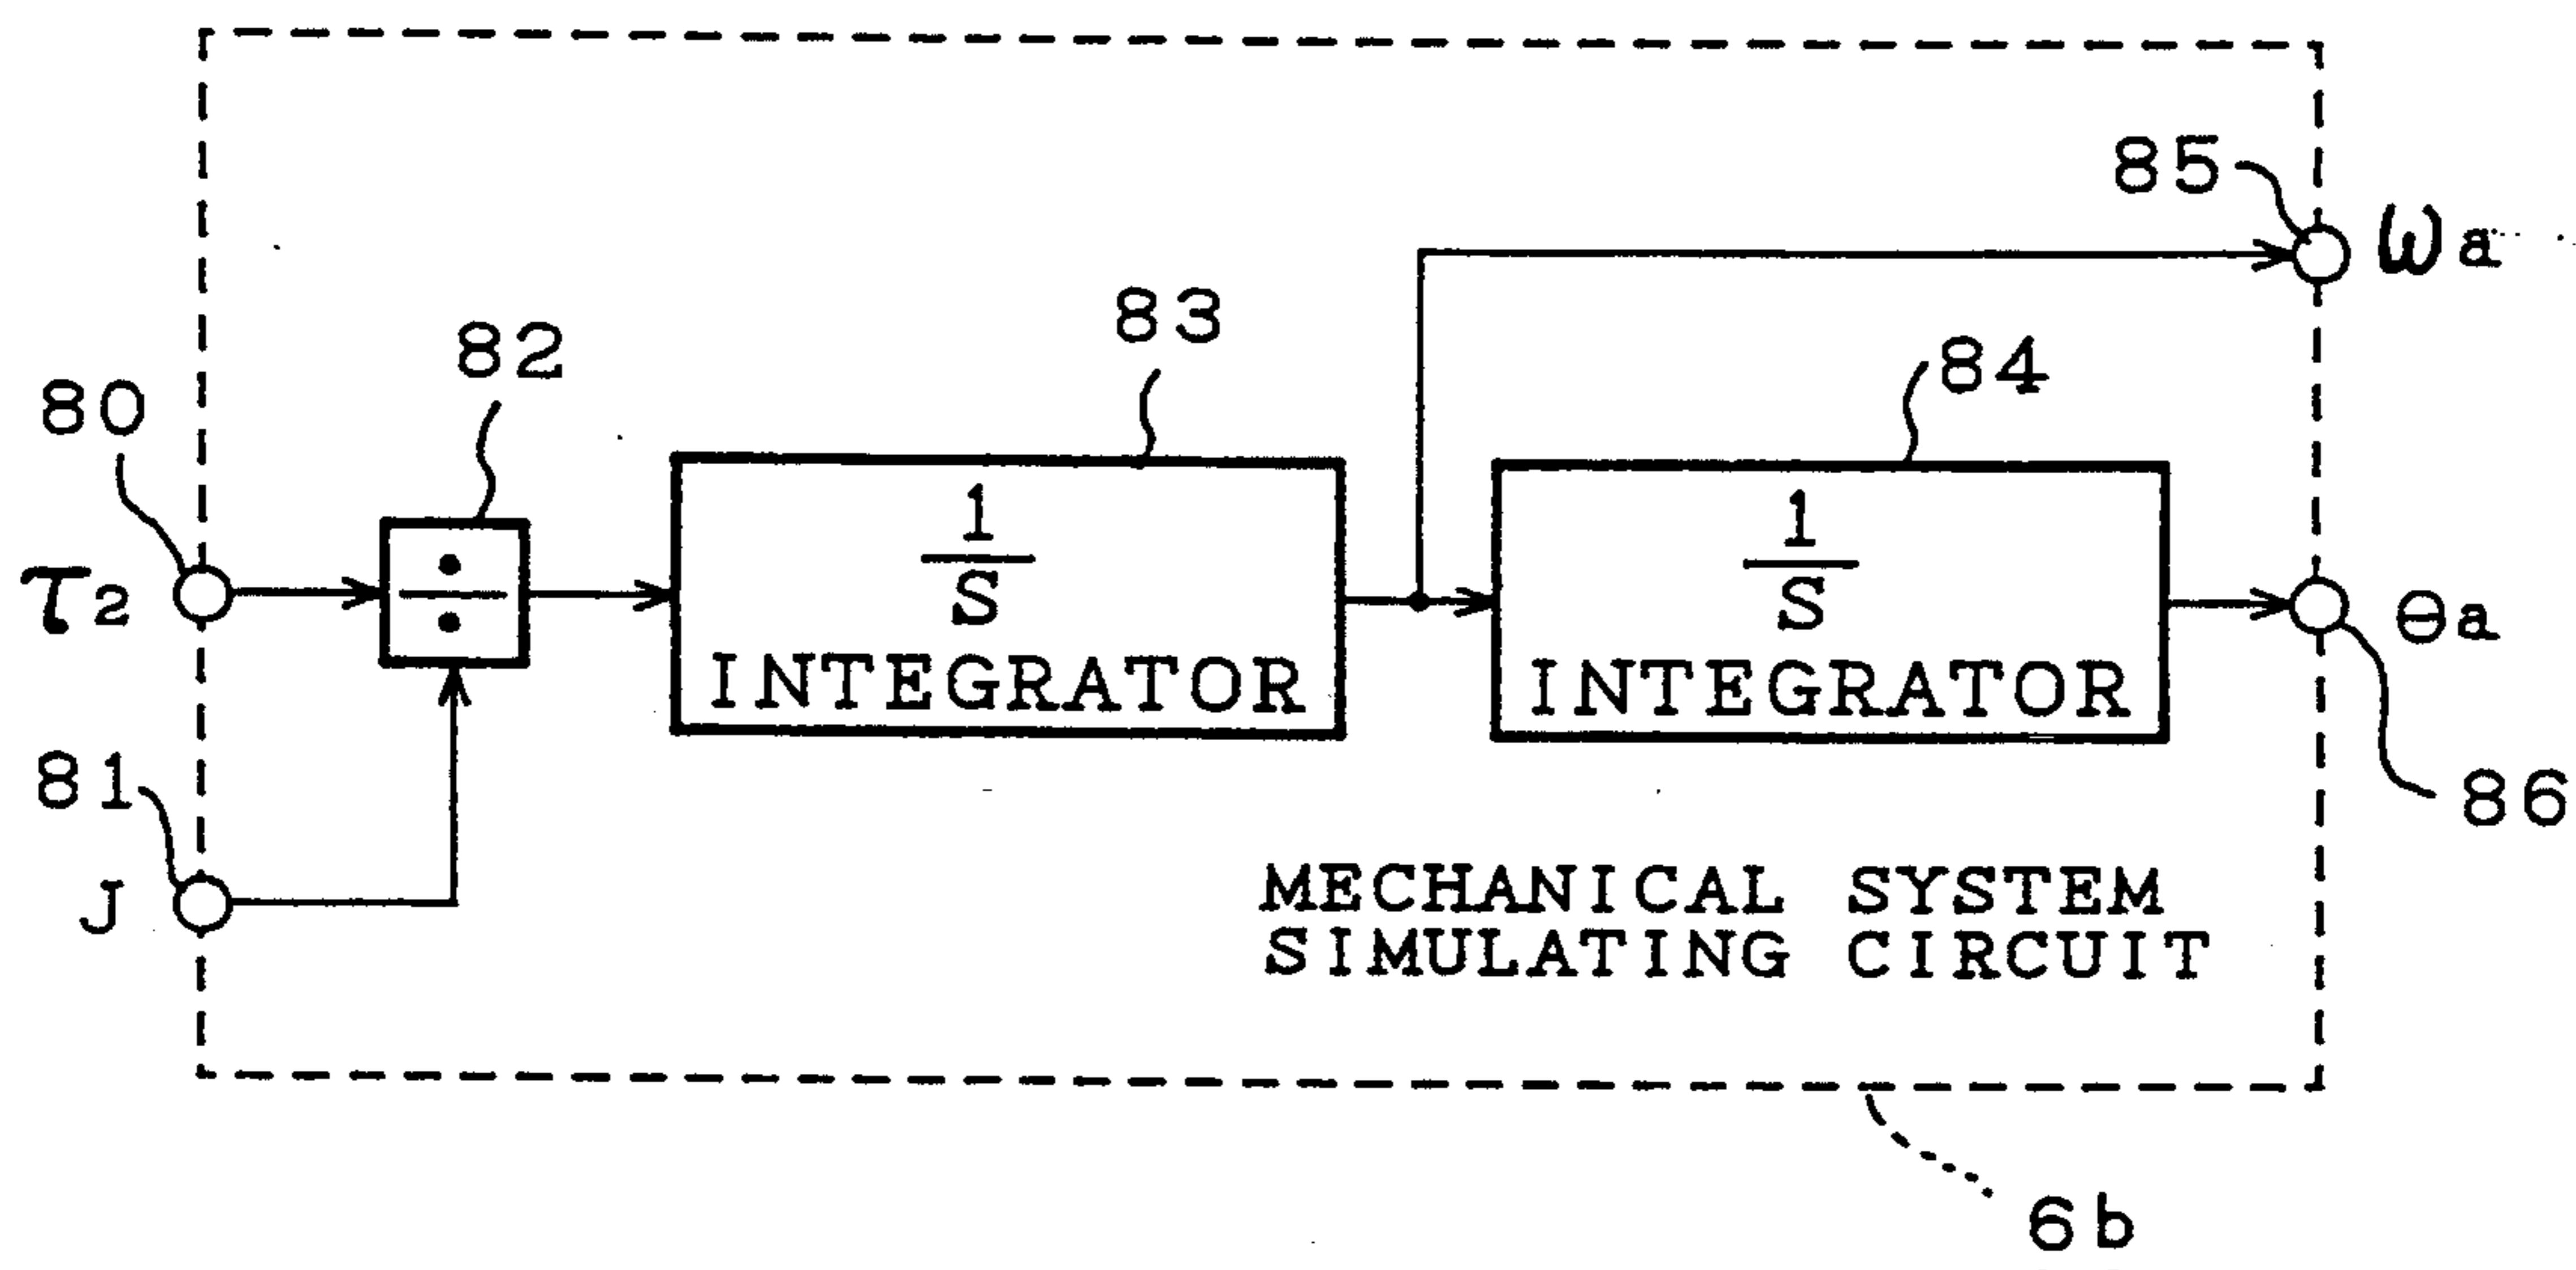 85
ωa
83
82
84
80
1
S
INTEGRATOR
1
S
INTEGRATOR
÷
τ2
θa
81
86
J
MECHANICAL SYSTEM
SIMULATING CIRCUIT
6b